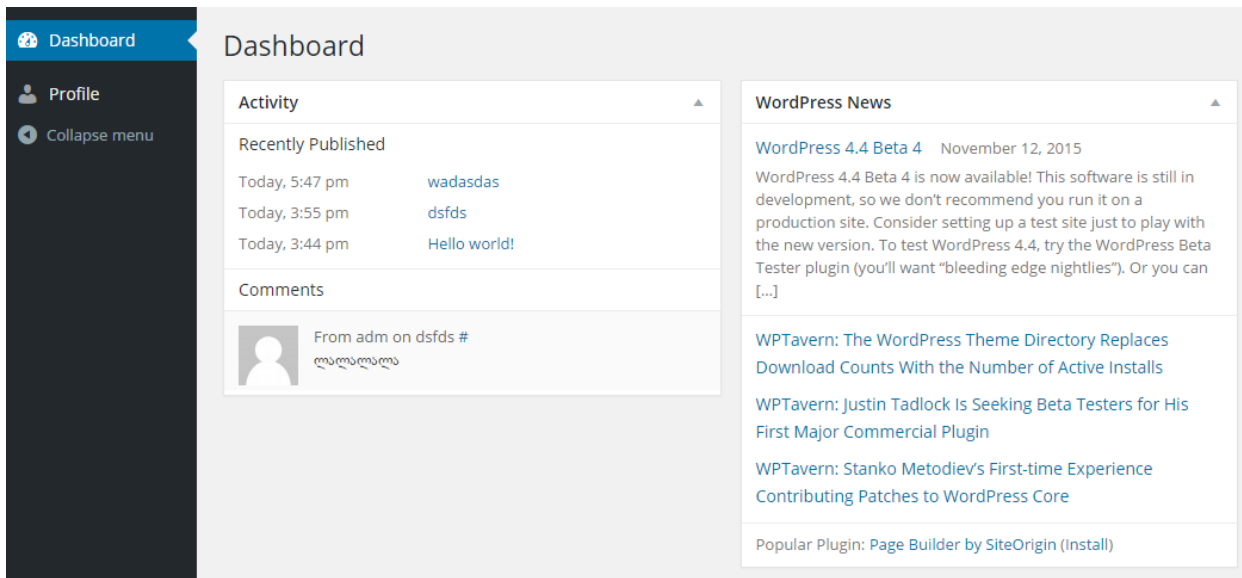 Dashboard
Profile
Collapse menu
Dashboard
Activity
Recently Published
Today, 5:47 pm wadasdas
Today, 3:55 pm dsfds
Today, 3:44 pm Hello world!
Comments
From adm on dsfds #
ლალალალა
WordPress News
WordPress 4.4 Beta 4 November 12, 2015
WordPress 4.4 Beta 4 is now available! This software is still in
development, so we don’t recommend you run it on a
production site. Consider setting up a test site just to play with
the new version. To test WordPress 4.4, try the WordPress Beta
Tester plugin (you’ll want “bleeding edge nightlies”). Or you can
[…]
WPTavern: The WordPress Theme Directory Replaces
Download Counts With the Number of Active Installs
WPTavern: Justin Tadlock Is Seeking Beta Testers for His
First Major Commercial Plugin
WPTavern: Stanko Metodiev’s First-time Experience
Contributing Patches to WordPress Core
Popular Plugin: Page Builder by SiteOrigin (Install)